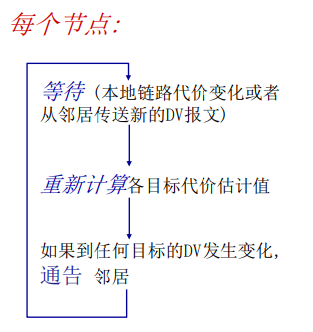 每个节点:
等待 (本地链路代价变化或者
从邻居传送新的DV报文)
重新计算各目标代价估计值
如果到任何目标的DV发生变化,
通告 邻居